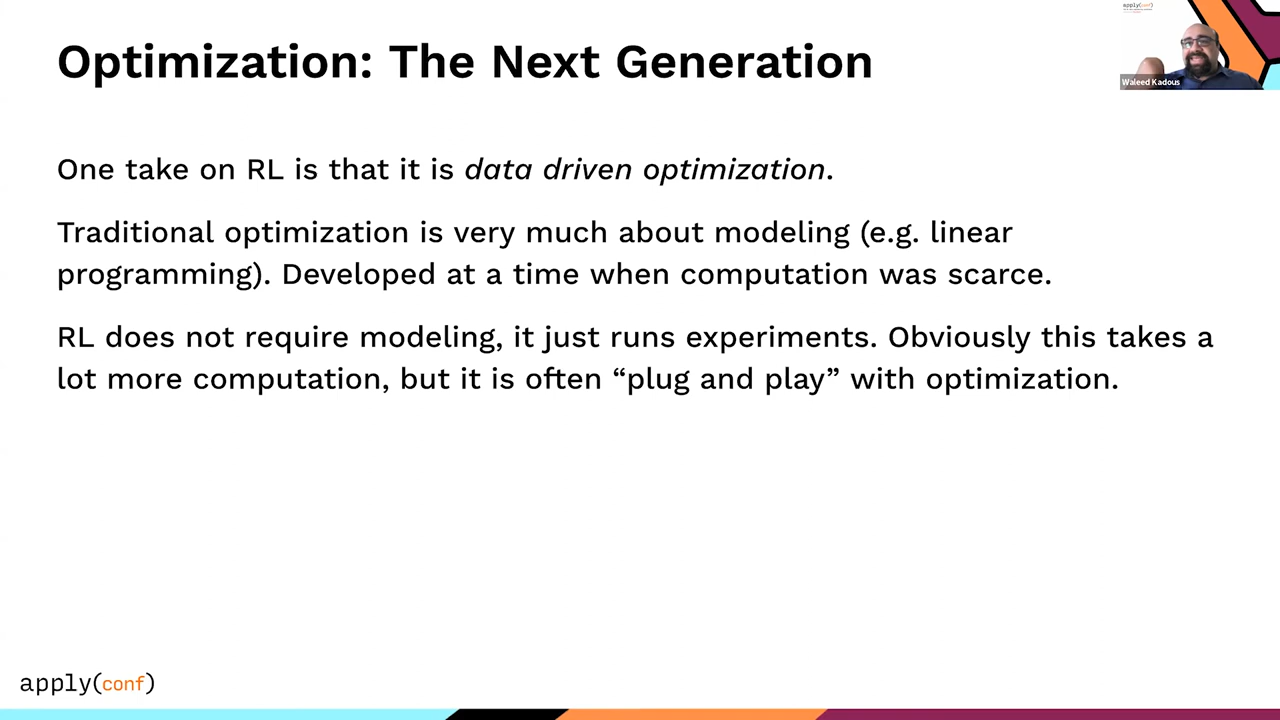 Optimization: The Next Generation
apply(conf)
Waleed Kadous
One take on RL is that it is data driven optimization.
Traditional optimization is very much about modeling (e.g. linear
programming). Developed at a time when computation was scarce.
RL does not require modeling, it just runs experiments. Obviously this takes a
lot more computation, but it is often “plug and play” with optimization.
apply(conf)